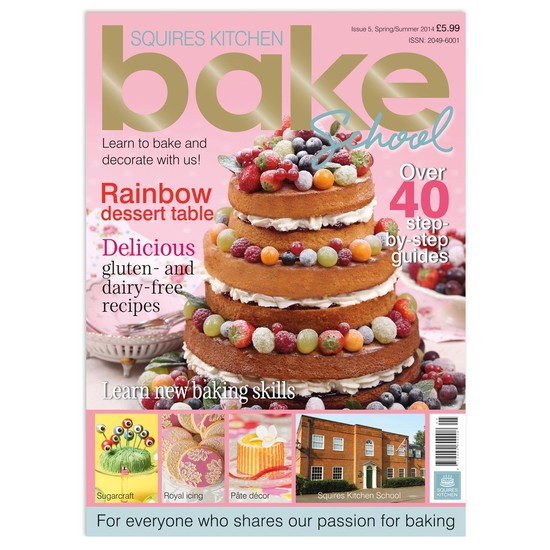 SQUIRES KITCHEN
Issue 5, Spring/Summer 2014 £5.99
ISSN: 2049-6001
bake
School
Learn to bake and
decorate with us!
Rainbow
dessert table
Over
40
step-
by-step
guides
Delicious
gluten- and
dairy-free
recipes
Learn new baking skills
Sugarcraft
Royal icing
Pâte décor
Squires Kitchen School
SQUIRES
KITCHEN
For everyone who shares our passion for baking